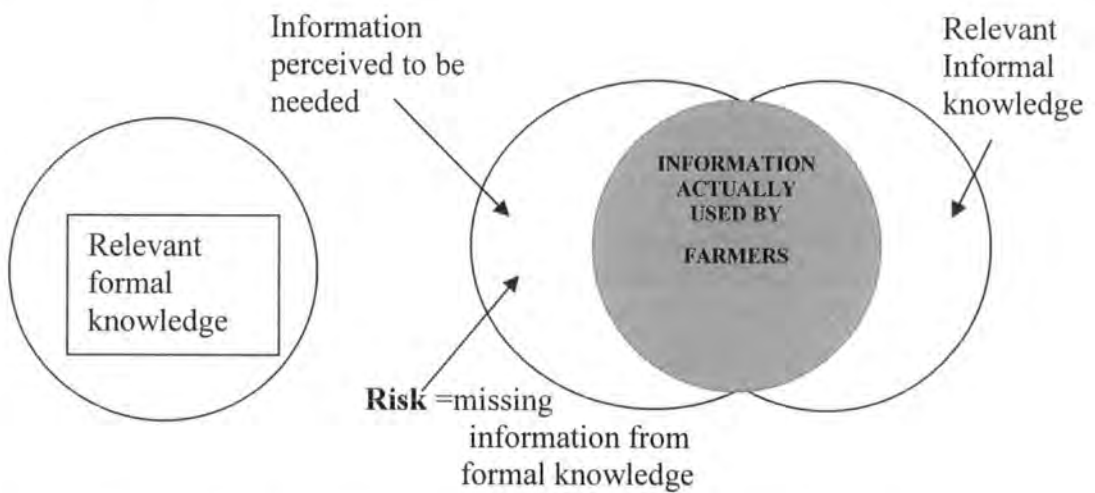 Information
perceived to be
needed
Relevant
Informal
knowledge
INFORMATION
ACTUALLY
USED BY
FARMERS
Relevant
formal
knowledge
Risk =missing
information from
formal knowledge